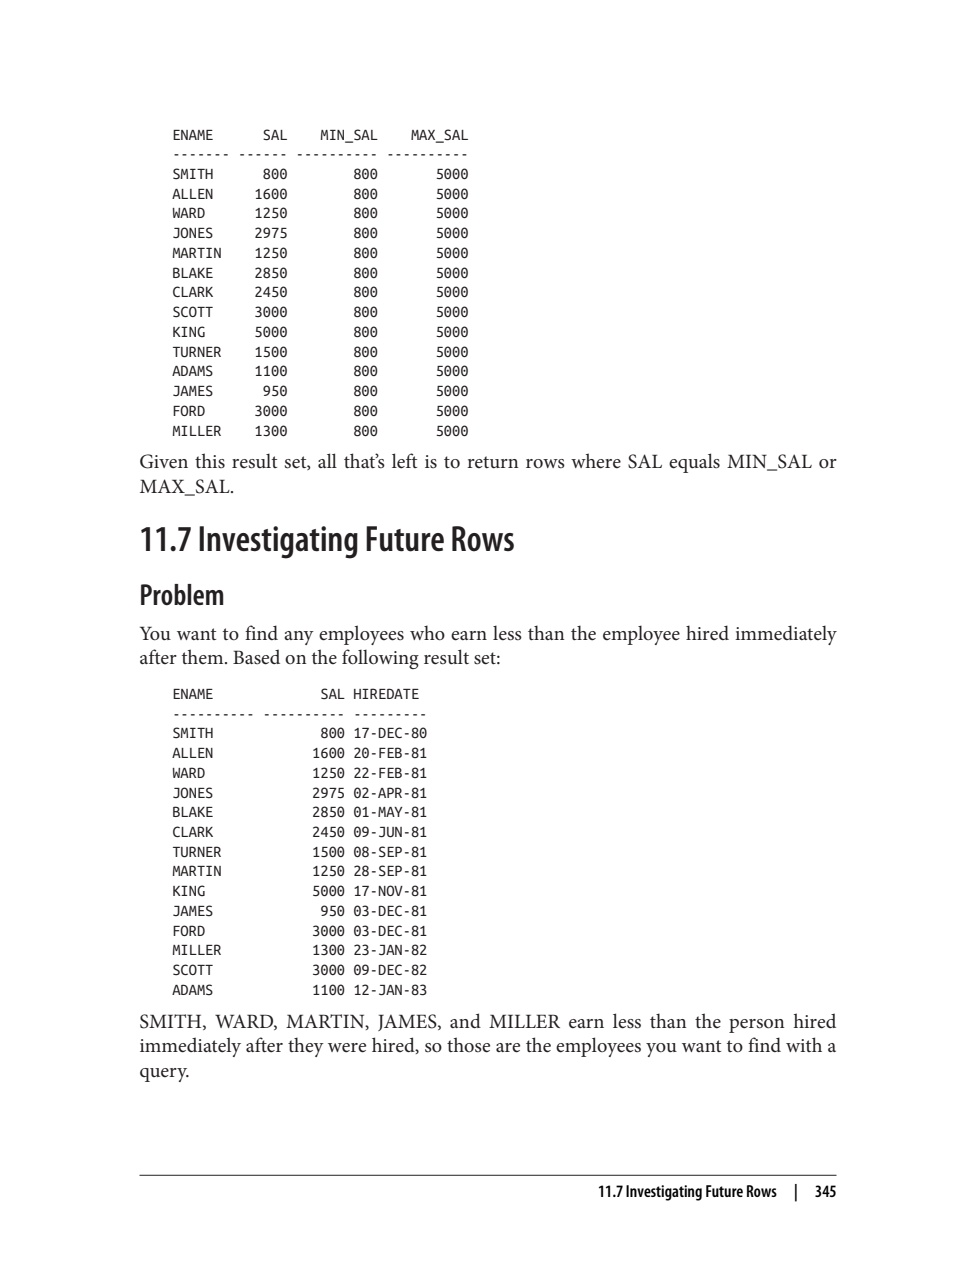 ENAME      SAL    MIN_SAL    MAX_SAL
------- ------ ---------- ----------
SMITH      800        800       5000
ALLEN     1600        800       5000
WARD      1250        800       5000
JONES     2975        800       5000
MARTIN    1250        800       5000
BLAKE     2850        800       5000
CLARK     2450        800       5000
SCOTT     3000        800       5000
KING      5000        800       5000
TURNER    1500        800       5000
ADAMS     1100        800       5000
JAMES      950        800       5000
FORD      3000        800       5000
MILLER    1300        800       5000
Given this result set, all that’s left is to return rows where SAL equals MIN_SAL or
MAX_SAL.
11.7 Investigating Future Rows
Problem
You want to find any employees who earn less than the employee hired immediately
after them. Based on the following result set:
ENAME             SAL HIREDATE
---------- ---------- ---------
SMITH             800 17-DEC-80
ALLEN            1600 20-FEB-81
WARD             1250 22-FEB-81
JONES            2975 02-APR-81
BLAKE            2850 01-MAY-81
CLARK            2450 09-JUN-81
TURNER           1500 08-SEP-81
MARTIN           1250 28-SEP-81
KING             5000 17-NOV-81
JAMES             950 03-DEC-81
FORD             3000 03-DEC-81
MILLER           1300 23-JAN-82
SCOTT            3000 09-DEC-82
ADAMS            1100 12-JAN-83
SMITH, WARD, MARTIN, JAMES, and MILLER earn less than the person hired
immediately after they were hired, so those are the employees you want to find with a
query.
11.7 Investigating Future Rows | 345